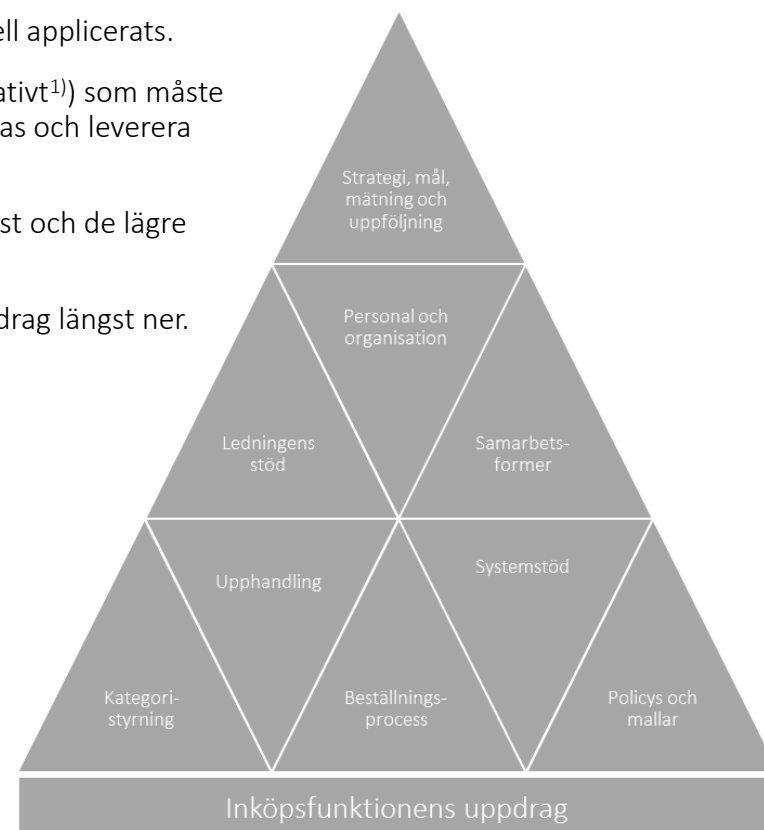 ell applicerats.
ativt1)) som måste
as och leverera
st och de lägre
drag längst ner.
Strategi, mål,
mätning och
uppföljning
Personal och
organisation
Ledningens
stöd
Samarbets-
former
Upphandling
Systemstöd
Kategori-
styrning
Beställnings-
process
Policys och
mallar
Inköpsfunktionens uppdrag